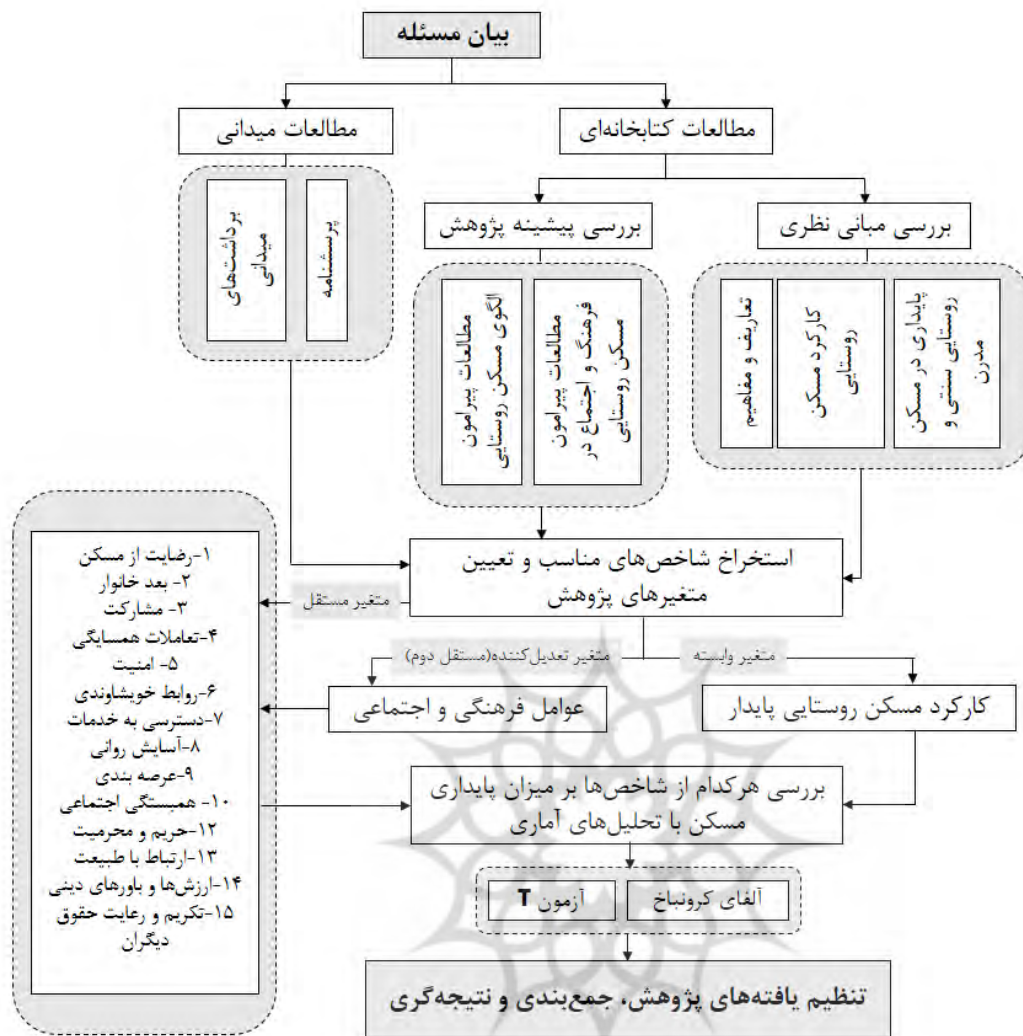 بیان مسئله
مطالعات کتابخانه‌ای
مطالعات میدانی
بررسی مبانی نظری
بررسی پیشینه پژوهش
پرسشنامه
برداشت‌های
میدانی
پایداری در مسکن
روستایی سنتی و
مدرن
کارکرد مسکن
روستایی
تعاریف و مفاهیم
مطالعات پیرامون
فرهنگ و اجتماع در
مسکن روستایی
مطالعات پیرامون
الگوی مسکن روستایی
استخراخ شاخص‌های مناسب و تعیین
متغیرهای پژوهش
متغیر مستقل
متغیر وابسته
متغیر تعدیل‌کننده(مستقل دوم)
کارکرد مسکن روستایی پایدار
عوامل فرهنگی و اجتماعی
۱-رضایت از مسکن
۲- بعد خانوار
۳- مشارکت
۴-تعاملات همسایگی
۵- امنیت
۶-روابط خویشاوندی
۷-دسترسی به خدمات
۸-آسایش روانی
۹-عرصه بندی
۱۰- همبستگی اجتماعی
۱۲-حریم و محرمیت
۱۳-ارتباط با طبیعت
۱۴-ارزش‌ها و باورهای دینی
۱۵-تکریم و رعایت حقوق
دیگران
بررسی هرکدام از شاخص‌ها بر میزان پایداری
مسکن با تحلیل‌های آماری
آلفای کرونباخ
آزمون T
تنظیم یافته‌های پژوهش، جمع‌بندی و نتیجه‌گری